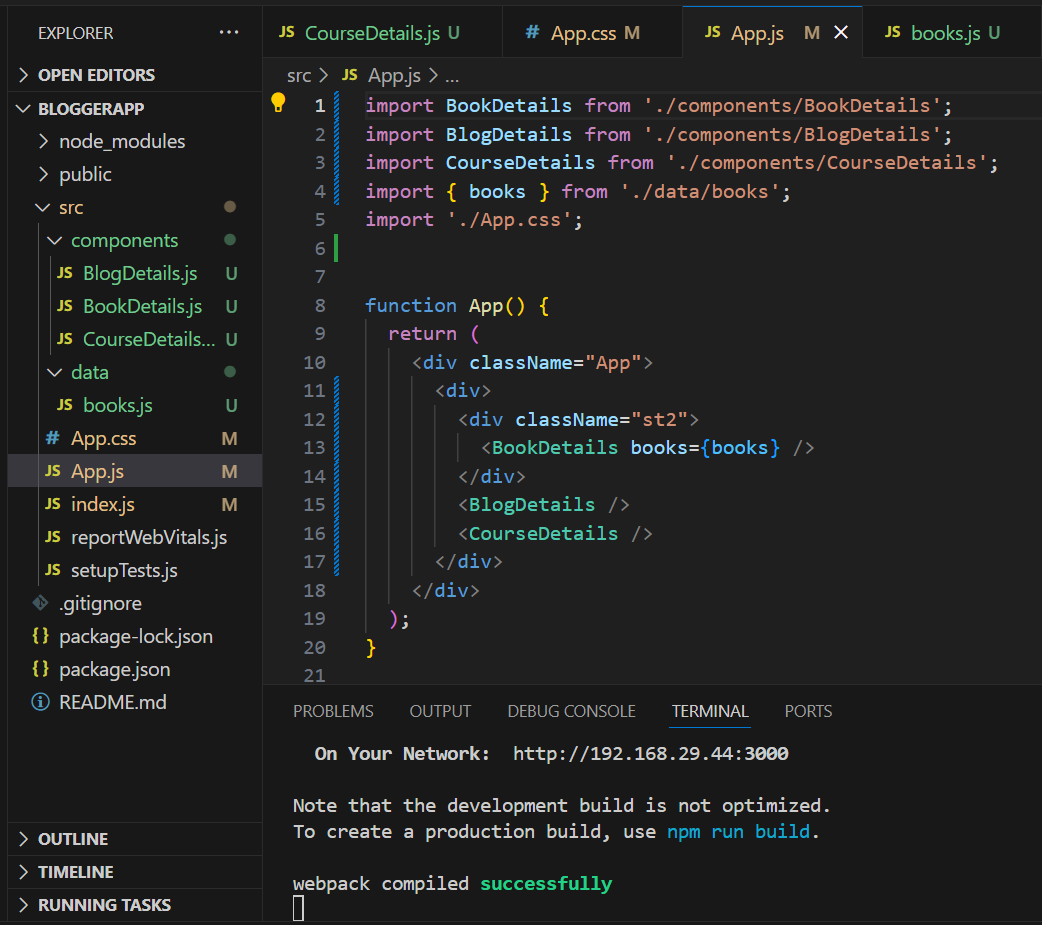 EXPLORER
OPEN EDITORS
BLOGGERAPP
node_modules
public
src
components
JS BlogDetails.js U
JS BookDetails.js U
JS CourseDetails... U
data
JS books.js U
# App.css M
JS App.js M
JS index.js M
JS reportWebVitals.js
JS setupTests.js
.gitignore
{} package-lock.json
{} package.json
README.md
OUTLINE
TIMELINE
RUNNING TASKS
JS CourseDetails.js U # App.css M JS App.js M JS books.js U
src > JS App.js > ...
1 import BookDetails from './components/BookDetails';
2 import BlogDetails from './components/BlogDetails';
3 import CourseDetails from './components/CourseDetails';
4 import { books } from './data/books';
5 import './App.css';
6
7
8 function App() {
9 return (
10 <div className="App">
11 <div>
12 <div className="st2">
13 <BookDetails books={books} />
14 </div>
15 <BlogDetails />
16 <CourseDetails />
17 </div>
18 </div>
19 );
20 }
21
PROBLEMS OUTPUT DEBUG CONSOLE TERMINAL PORTS
On Your Network: http://192.168.29.44:3000
Note that the development build is not optimized.
To create a production build, use npm run build.
webpack compiled successfully